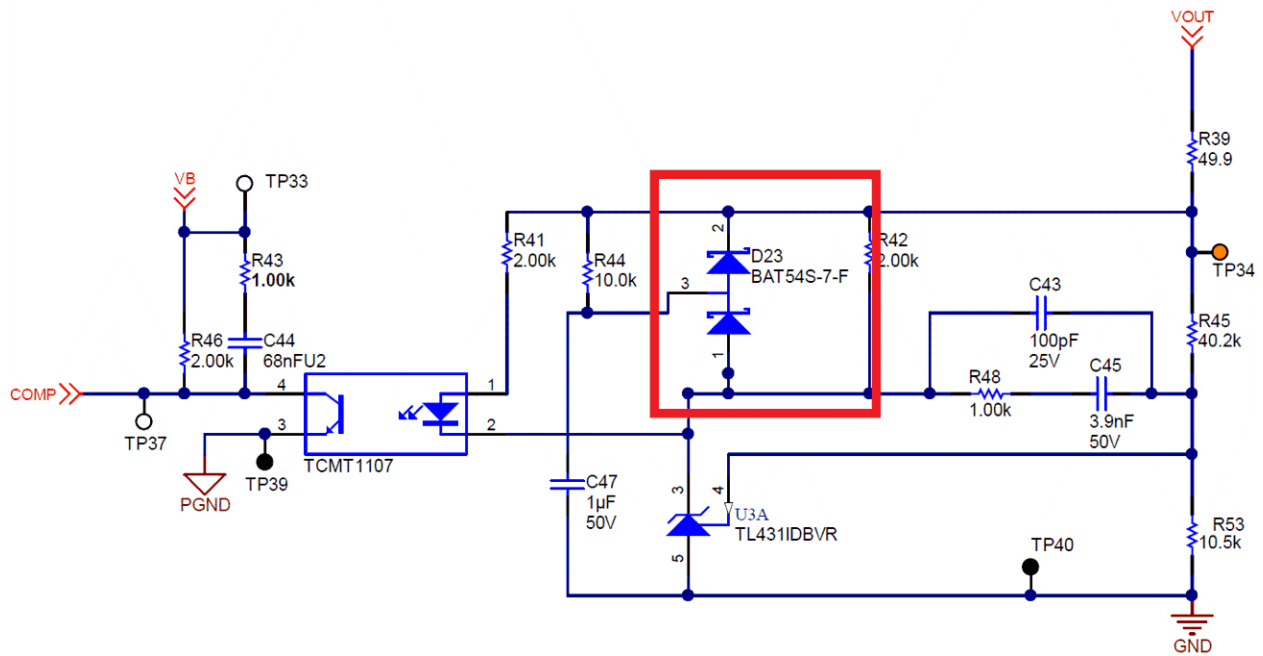 VOUT
R39
49.9
VB
TP33
R43
1.00k
R41
2.00k
R44
10.0k
2
D23
BAT54S-7-F
3
1
R42
2.00k
TP34
C43
100pF
25V
R45
40.2k
R46
2.00k
C44
68nFU2
COMP
4
1
R48
1.00k
C45
3.9nF
50V
TP37
3
2
TCMT1107
TP39
PGND
C47
1µF
50V
3
4
U3A
TL431IDBVR
5
R53
10.5k
TP40
GND